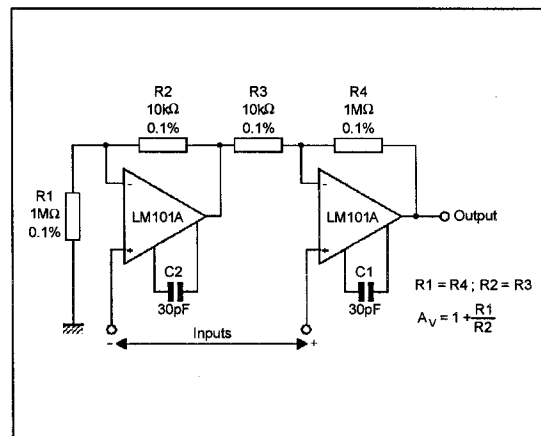 R2
10kΩ
0.1%
R3
10kΩ
0.1%
R4
1MΩ
0.1%
R1
1MΩ
0.1%
-
LM101A
+
-
LM101A
+
Output
C2
30pF
C1
30pF
R1 = R4 ; R2 = R3
A_V = 1 + R1/R2
- Inputs +